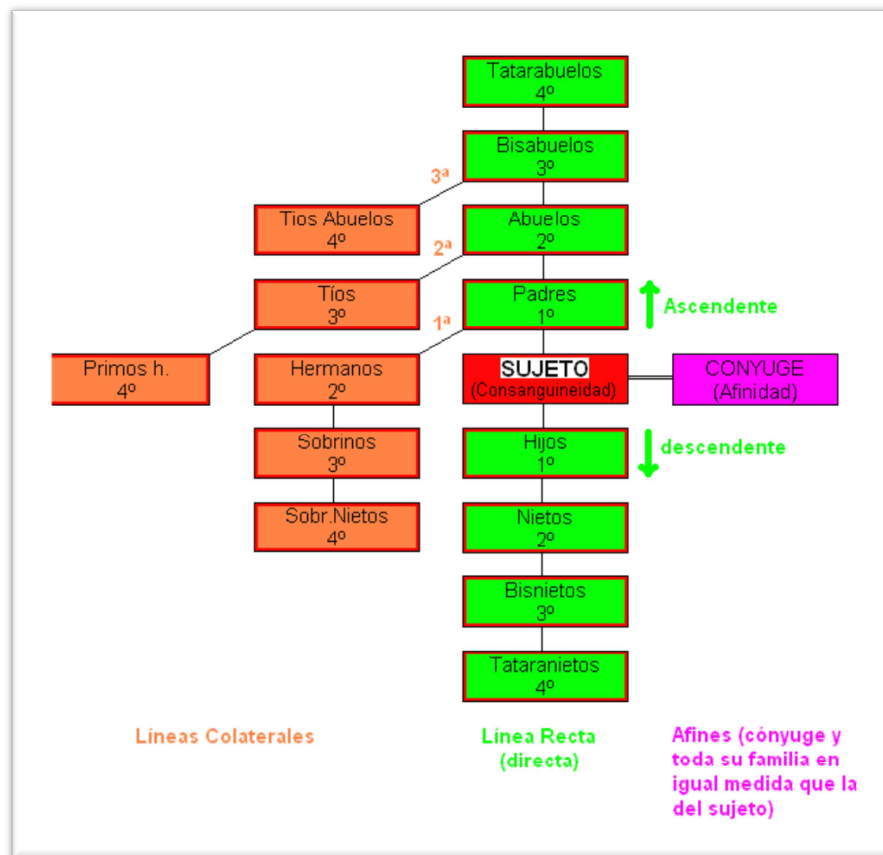 Tatarabuelos
4º
Bisabuelos
3º
3ª
Tios Abuelos
4º
Abuelos
2º
2ª
Tíos
3º
Padres
1º
Ascendente
1ª
Primos h.
4º
Hermanos
2º
SUJETO
(Consanguineidad)
CONYUGE
(Afinidad)
Sobrinos
3º
Hijos
1º
descendente
Sobr.Nietos
4º
Nietos
2º
Bisnietos
3º
Tataranietos
4º
Líneas Colaterales
Línea Recta
(directa)
Afines (cónyuge y
toda su familia en
igual medida que la
del sujeto)